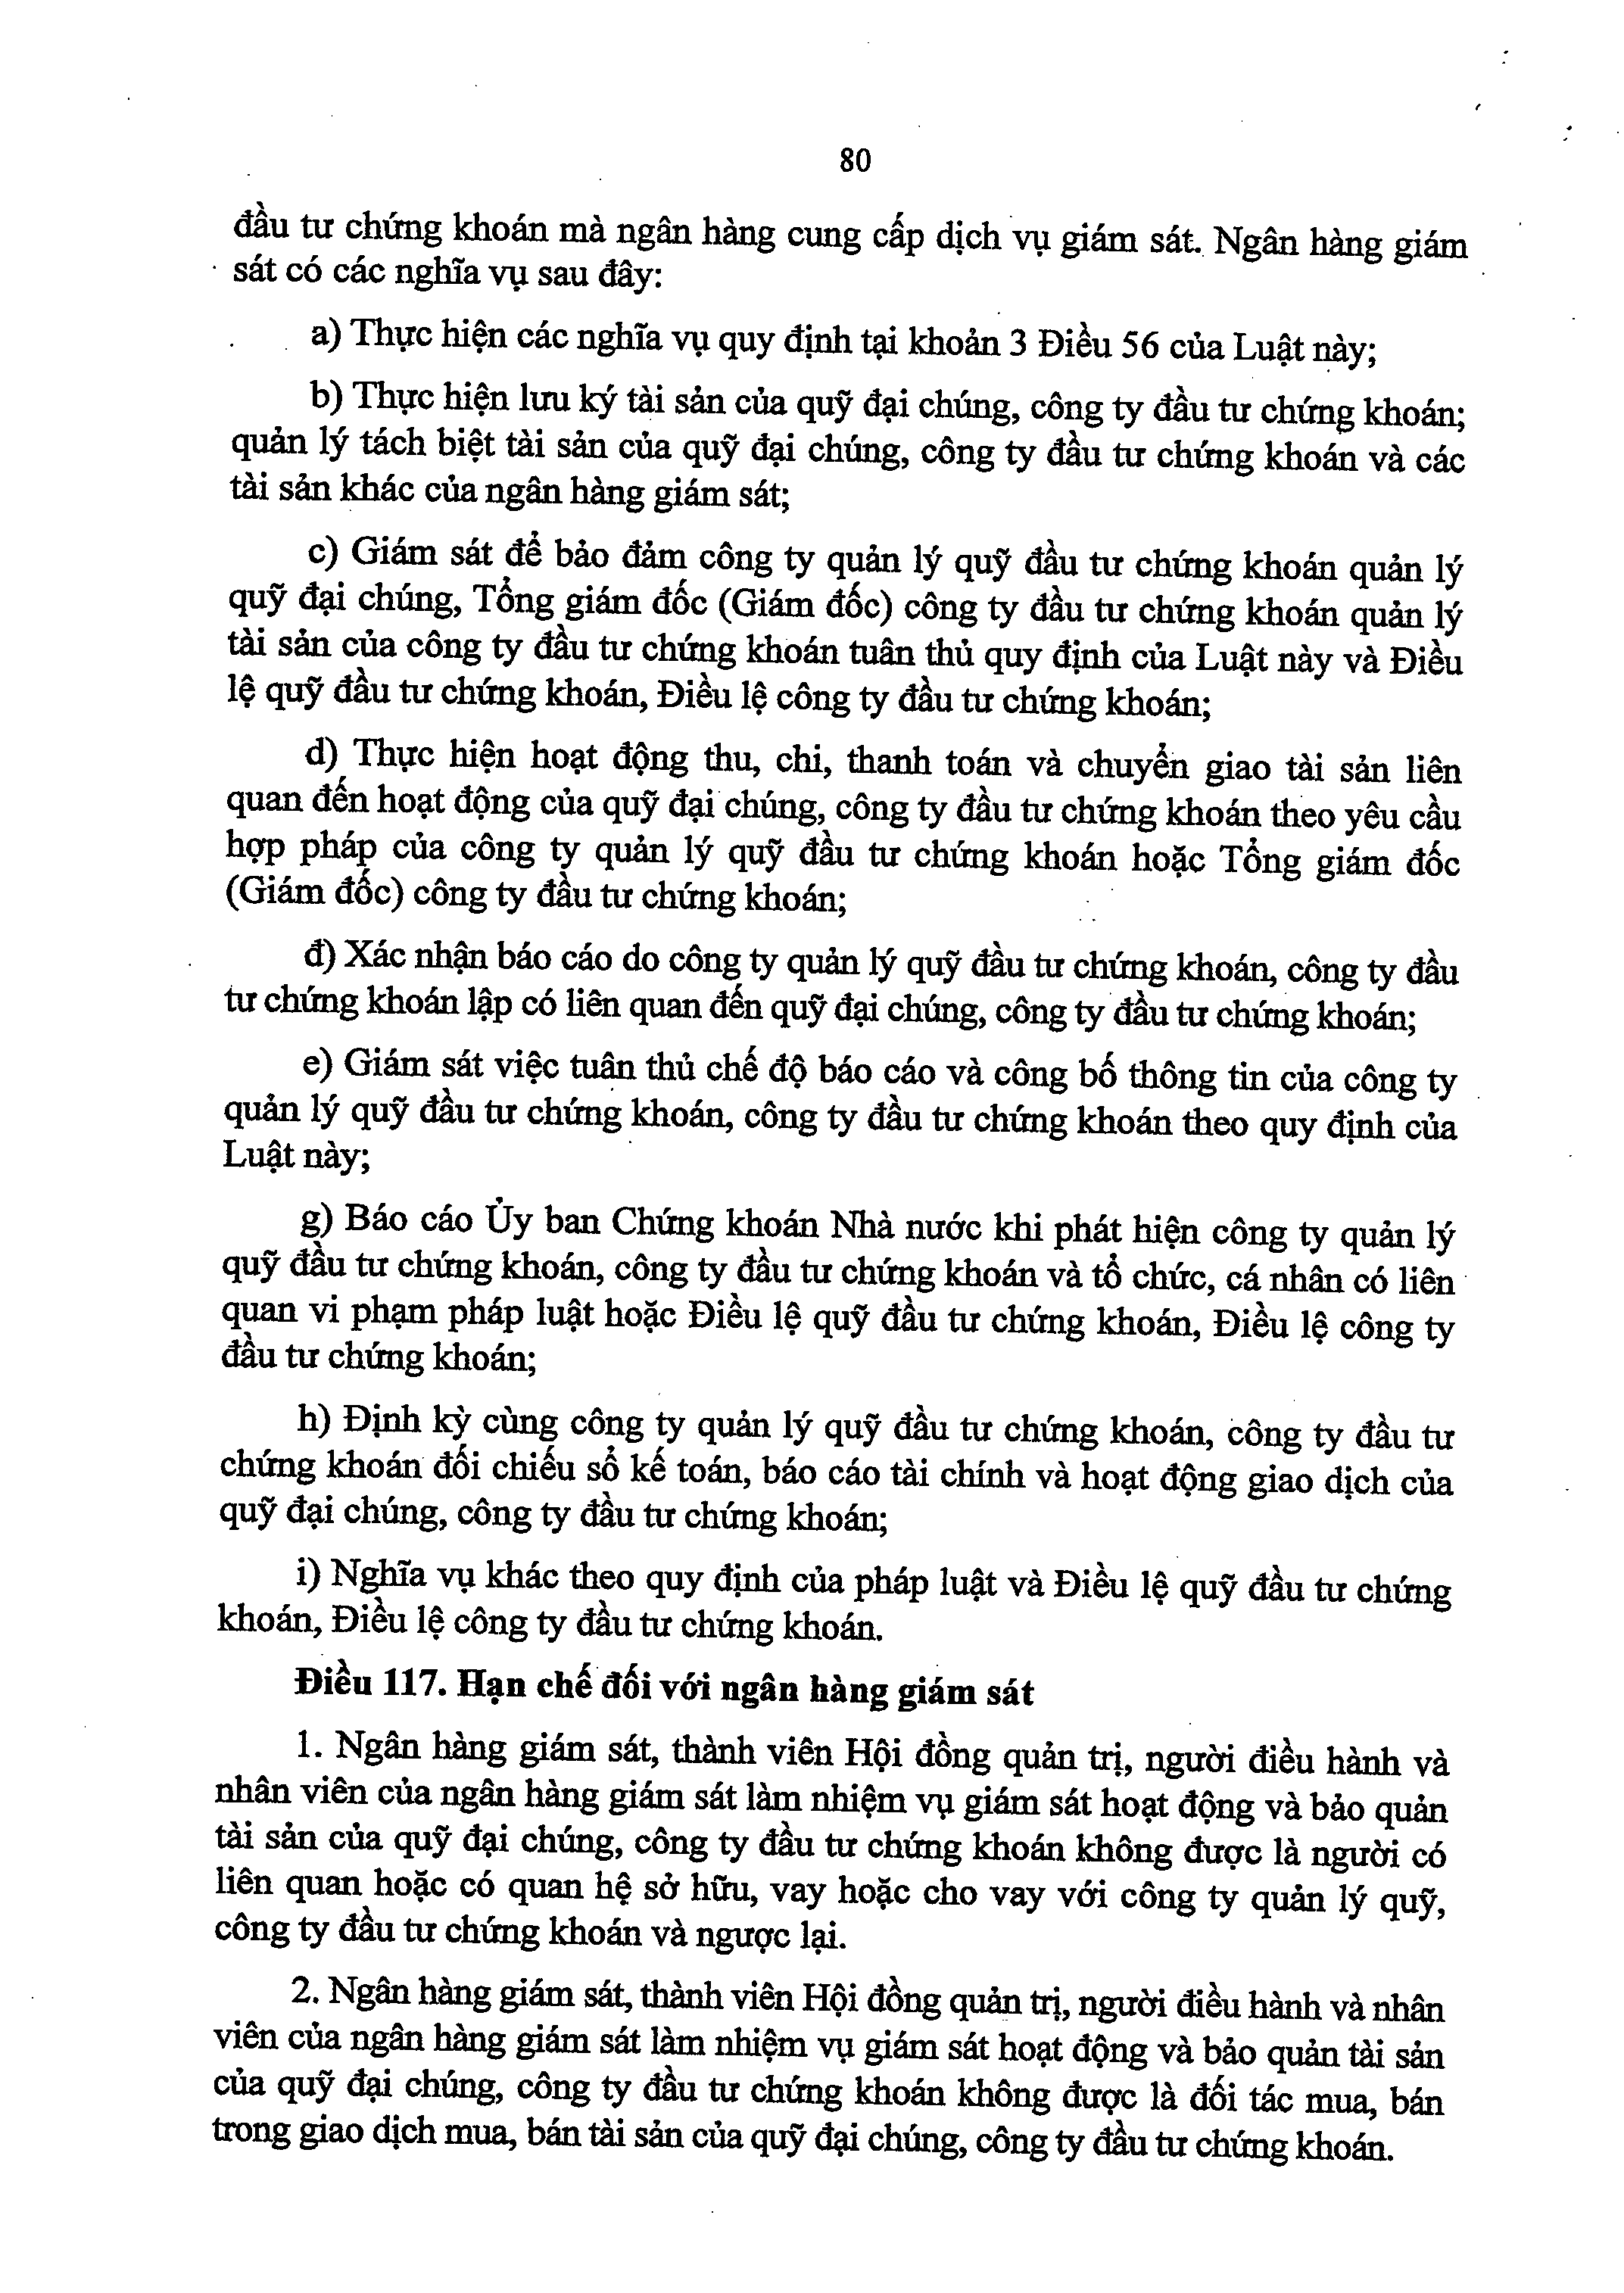 80
đầu tư chứng khoán mà ngân hàng cung cấp dịch vụ giám sát. Ngân hàng giám
sát có các nghĩa vụ sau đây:
a) Thực hiện các nghĩa vụ quy định tại khoản 3 Điều 56 của Luật này;
b) Thực hiện lưu ký tài sản của quỹ đại chúng, công ty đầu tư chứng khoán;
quản lý tách biệt tài sản của quỹ đại chúng, công ty đầu tư chứng khoán và các
tài sản khác của ngân hàng giám sát;
c) Giám sát để bảo đảm công ty quản lý quỹ đầu tư chứng khoán quản lý
quỹ đại chúng, Tổng giám đốc (Giám đốc) công ty đầu tư chứng khoán quản lý
tài sản của công ty đầu tư chứng khoán tuân thủ quy định của Luật này và Điều
lệ quỹ đầu tư chứng khoán, Điều lệ công ty đầu tư chứng khoán;
d) Thực hiện hoạt động thu, chi, thanh toán và chuyển giao tài sản liên
quan đến hoạt động của quỹ đại chúng, công ty đầu tư chứng khoán theo yêu cầu
hợp pháp của công ty quản lý quỹ đầu tư chứng khoán hoặc Tổng giám đốc
(Giám đốc) công ty đầu tư chứng khoán;
đ) Xác nhận báo cáo do công ty quản lý quỹ đầu tư chứng khoán, công ty đầu
tư chứng khoán lập có liên quan đến quỹ đại chúng, công ty đầu tư chứng khoán;
e) Giám sát việc tuân thủ chế độ báo cáo và công bố thông tin của công ty
quản lý quỹ đầu tư chứng khoán, công ty đầu tư chứng khoán theo quy định của
Luật này;
g) Báo cáo Ủy ban Chứng khoán Nhà nước khi phát hiện công ty quản lý
quỹ đầu tư chứng khoán, công ty đầu tư chứng khoán và tổ chức, cá nhân có liên
quan vi phạm pháp luật hoặc Điều lệ quỹ đầu tư chứng khoán, Điều lệ công ty
đầu tư chứng khoán;
h) Định kỳ cùng công ty quản lý quỹ đầu tư chứng khoán, công ty đầu tư
chứng khoán đối chiếu sổ kế toán, báo cáo tài chính và hoạt động giao dịch của
quỹ đại chúng, công ty đầu tư chứng khoán;
i) Nghĩa vụ khác theo quy định của pháp luật và Điều lệ quỹ đầu tư chứng
khoán, Điều lệ công ty đầu tư chứng khoán.
Điều 117. Hạn chế đối với ngân hàng giám sát
1. Ngân hàng giám sát, thành viên Hội đồng quản trị, người điều hành và
nhân viên của ngân hàng giám sát làm nhiệm vụ giám sát hoạt động và bảo quản
tài sản của quỹ đại chúng, công ty đầu tư chứng khoán không được là người có
liên quan hoặc có quan hệ sở hữu, vay hoặc cho vay với công ty quản lý quỹ,
công ty đầu tư chứng khoán và ngược lại.
2. Ngân hàng giám sát, thành viên Hội đồng quản trị, người điều hành và nhân
viên của ngân hàng giám sát làm nhiệm vụ giám sát hoạt động và bảo quản tài sản
của quỹ đại chúng, công ty đầu tư chứng khoán không được là đối tác mua, bán
trong giao dịch mua, bán tài sản của quỹ đại chúng, công ty đầu tư chứng khoán.